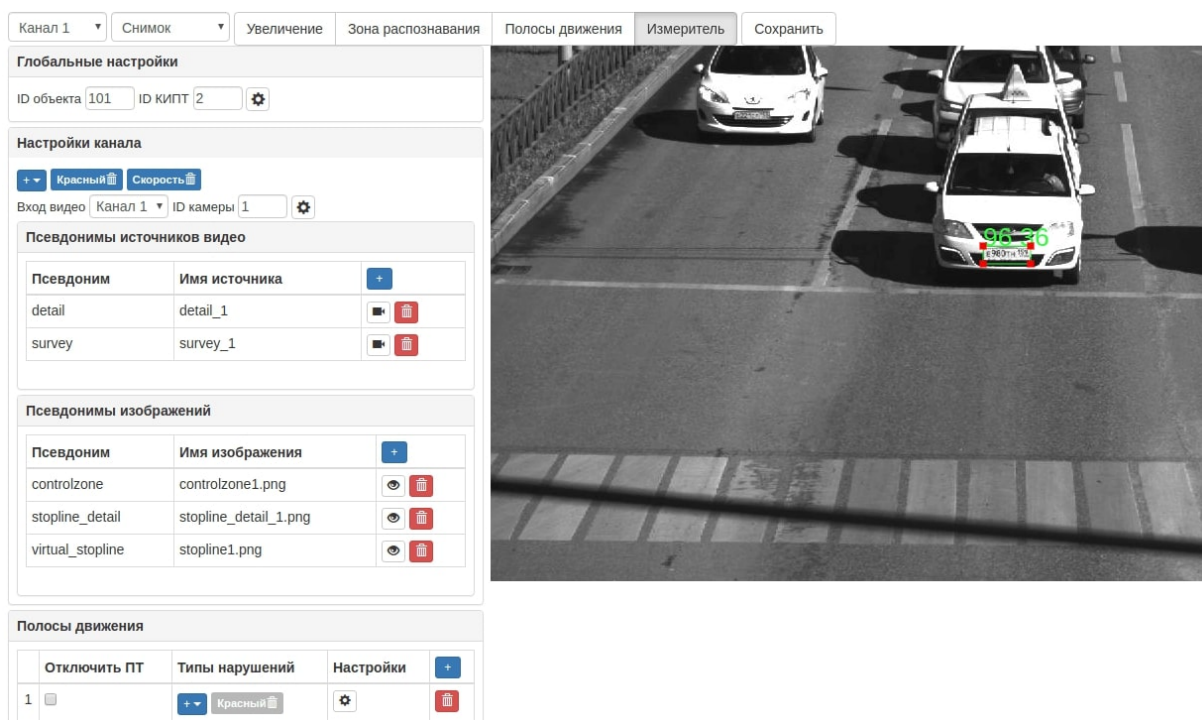 Канал 1 Снимок Увеличение Зона распознавания Полосы движения Измеритель Сохранить
Глобальные настройки
ID объекта 101 ID КИПТ 2
Настройки канала
+ Красный Скорость
Вход видео Канал 1 ID камеры 1
Псевдонимы источников видео
Псевдоним Имя источника +
detail detail_1
survey survey_1
Псевдонимы изображений
Псевдоним Имя изображения +
controlzone controlzone1.png
stopline_detail stopline_detail_1.png
virtual_stopline stopline1.png
Полосы движения
Отключить ПТ Типы нарушений Настройки +
1 + Красный
96 36